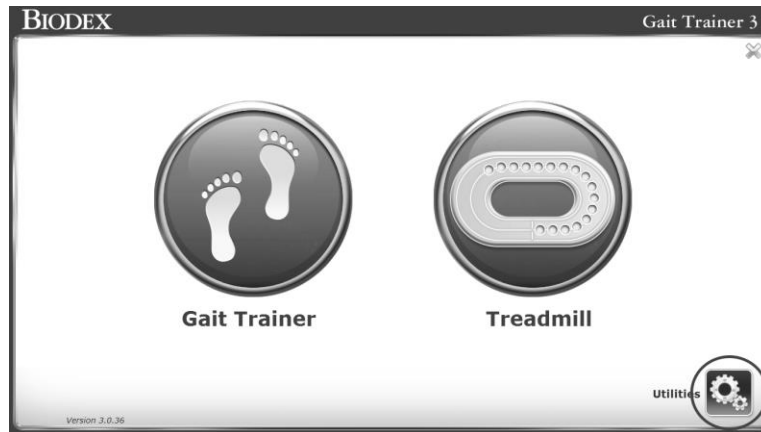 BIODEX
Gait Trainer 3
Gait Trainer
Treadmill
Utilities
Version 3.0.36